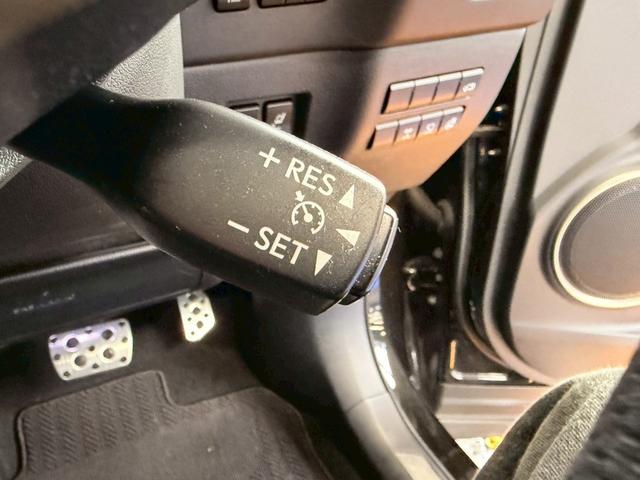 + RES ▲
− SET ▼